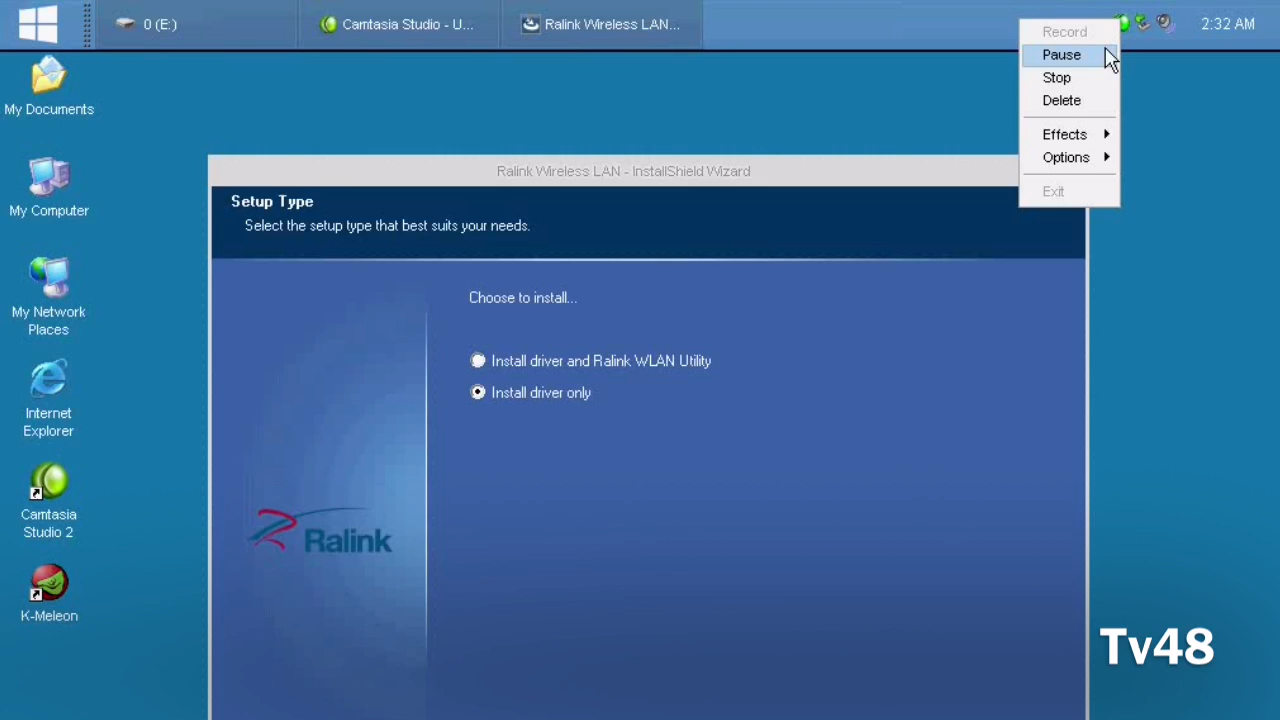 0 (E:)
Camtasia Studio - U...
Ralink Wireless LAN...
2:32 AM
Record
Pause
Stop
Delete
Effects
Options
Exit
My Documents
My Computer
My Network
Places
Internet
Explorer
Camtasia
Studio 2
K-Meleon
Ralink Wireless LAN - InstallShield Wizard
Setup Type
Select the setup type that best suits your needs.
Choose to install...
Install driver and Ralink WLAN Utility
Install driver only
Ralink
Tv48